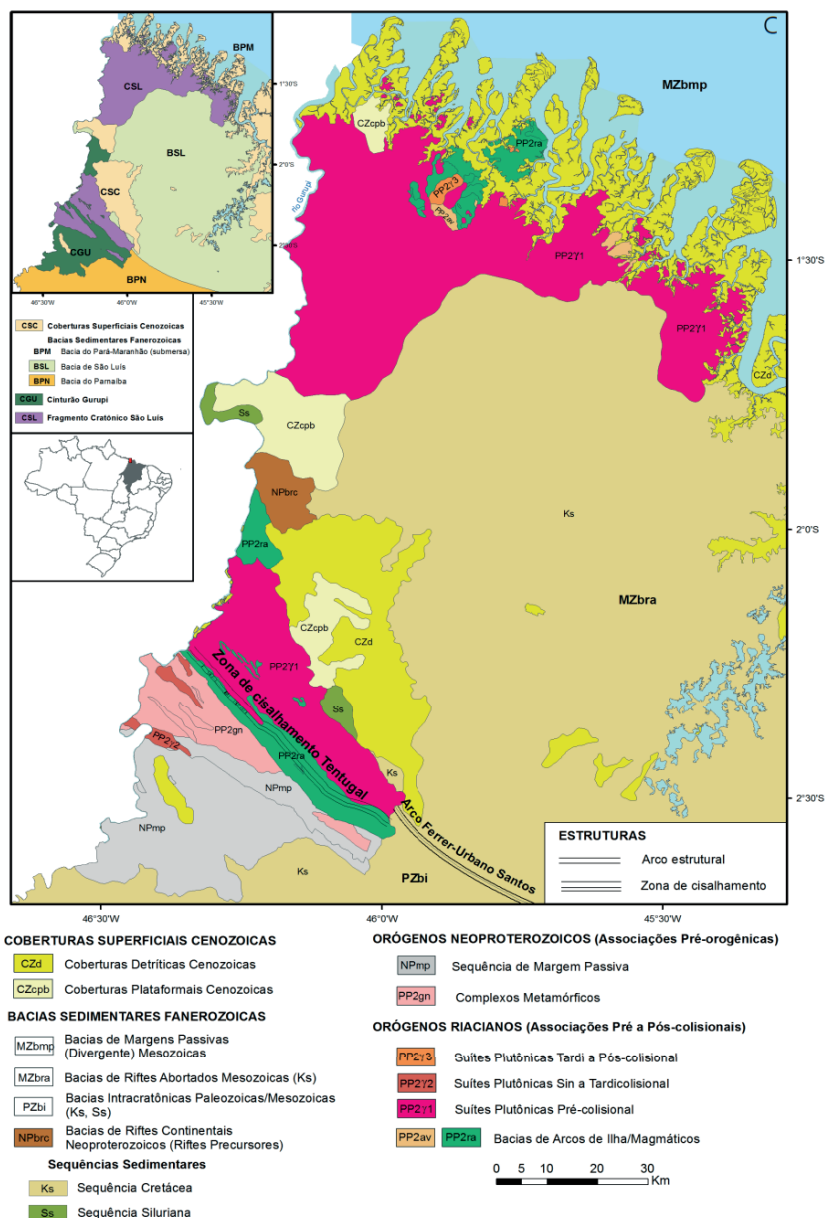 C
BPM
CSL
BSL
CSC
CGU
BPN
1°30'S
2°0'S
2°30'S
46°30'W
46°0'W
45°30'W
CSC Coberturas Superficiais Cenozoicas
Bacias Sedimentares Fanerozoicas
BPM Bacia do Pará-Maranhão (submersa)
BSL Bacia de São Luís
BPN Bacia do Parnaíba
CGU Cinturão Gurupi
CSL Fragmento Cratônico São Luís
MZbmp
CZcpb
PP2ra
rio Gurupi
PP2γ3
PP2av
PP2γ1
PP2γ1
CZd
1°30'S
Ss
CZcpb
NPbrc
Ks
2°0'S
PP2ra
MZbra
CZcpb
CZd
PP2γ1
Zona de cisalhamento Tentugal
Ss
PP2gn
PP2γ2
PP2ra
Ks
NPmp
NPmp
2°30'S
Arco Ferrer-Urbano Santos
Ks
PZbi
ESTRUTURAS
Arco estrutural
Zona de cisalhamento
46°30'W
46°0'W
45°30'W
COBERTURAS SUPERFICIAIS CENOZOICAS
CZd Coberturas Detríticas Cenozoicas
CZcpb Coberturas Plataformais Cenozoicas
BACIAS SEDIMENTARES FANEROZOICAS
MZbmp Bacias de Margens Passivas
(Divergente) Mesozoicas
MZbra Bacias de Riftes Abortados Mesozoicas (Ks)
PZbi Bacias Intracratônicas Paleozoicas/Mesozoicas
(Ks, Ss)
NPbrc Bacias de Riftes Continentais
Neoproterozoicos (Riftes Precursores)
Sequências Sedimentares
Ks Sequência Cretácea
Ss Sequência Siluriana
ORÓGENOS NEOPROTEROZOICOS (Associações Pré-orogênicas)
NPmp Sequência de Margem Passiva
PP2gn Complexos Metamórficos
ORÓGENOS RIACIANOS (Associações Pré a Pós-colisionais)
PP2γ3 Suítes Plutônicas Tardi a Pós-colisional
PP2γ2 Suítes Plutônicas Sin a Tardicolisional
PP2γ1 Suítes Plutônicas Pré-colisional
PP2av PP2ra Bacias de Arcos de Ilha/Magmáticos
0 5 10 20 30
Km